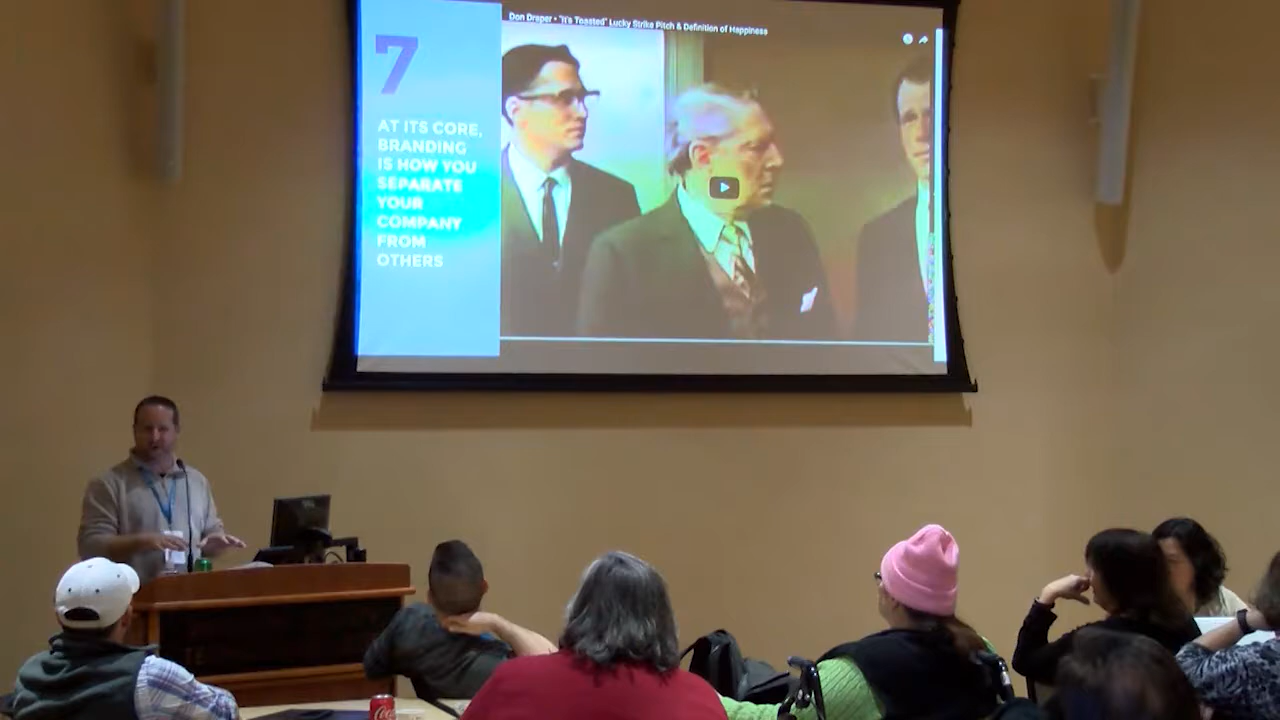 Don Draper • "It's Toasted" Lucky Strike Pitch & Definition of Happiness
7
AT ITS CORE,
BRANDING
IS HOW YOU
SEPARATE
YOUR
COMPANY
FROM
OTHERS